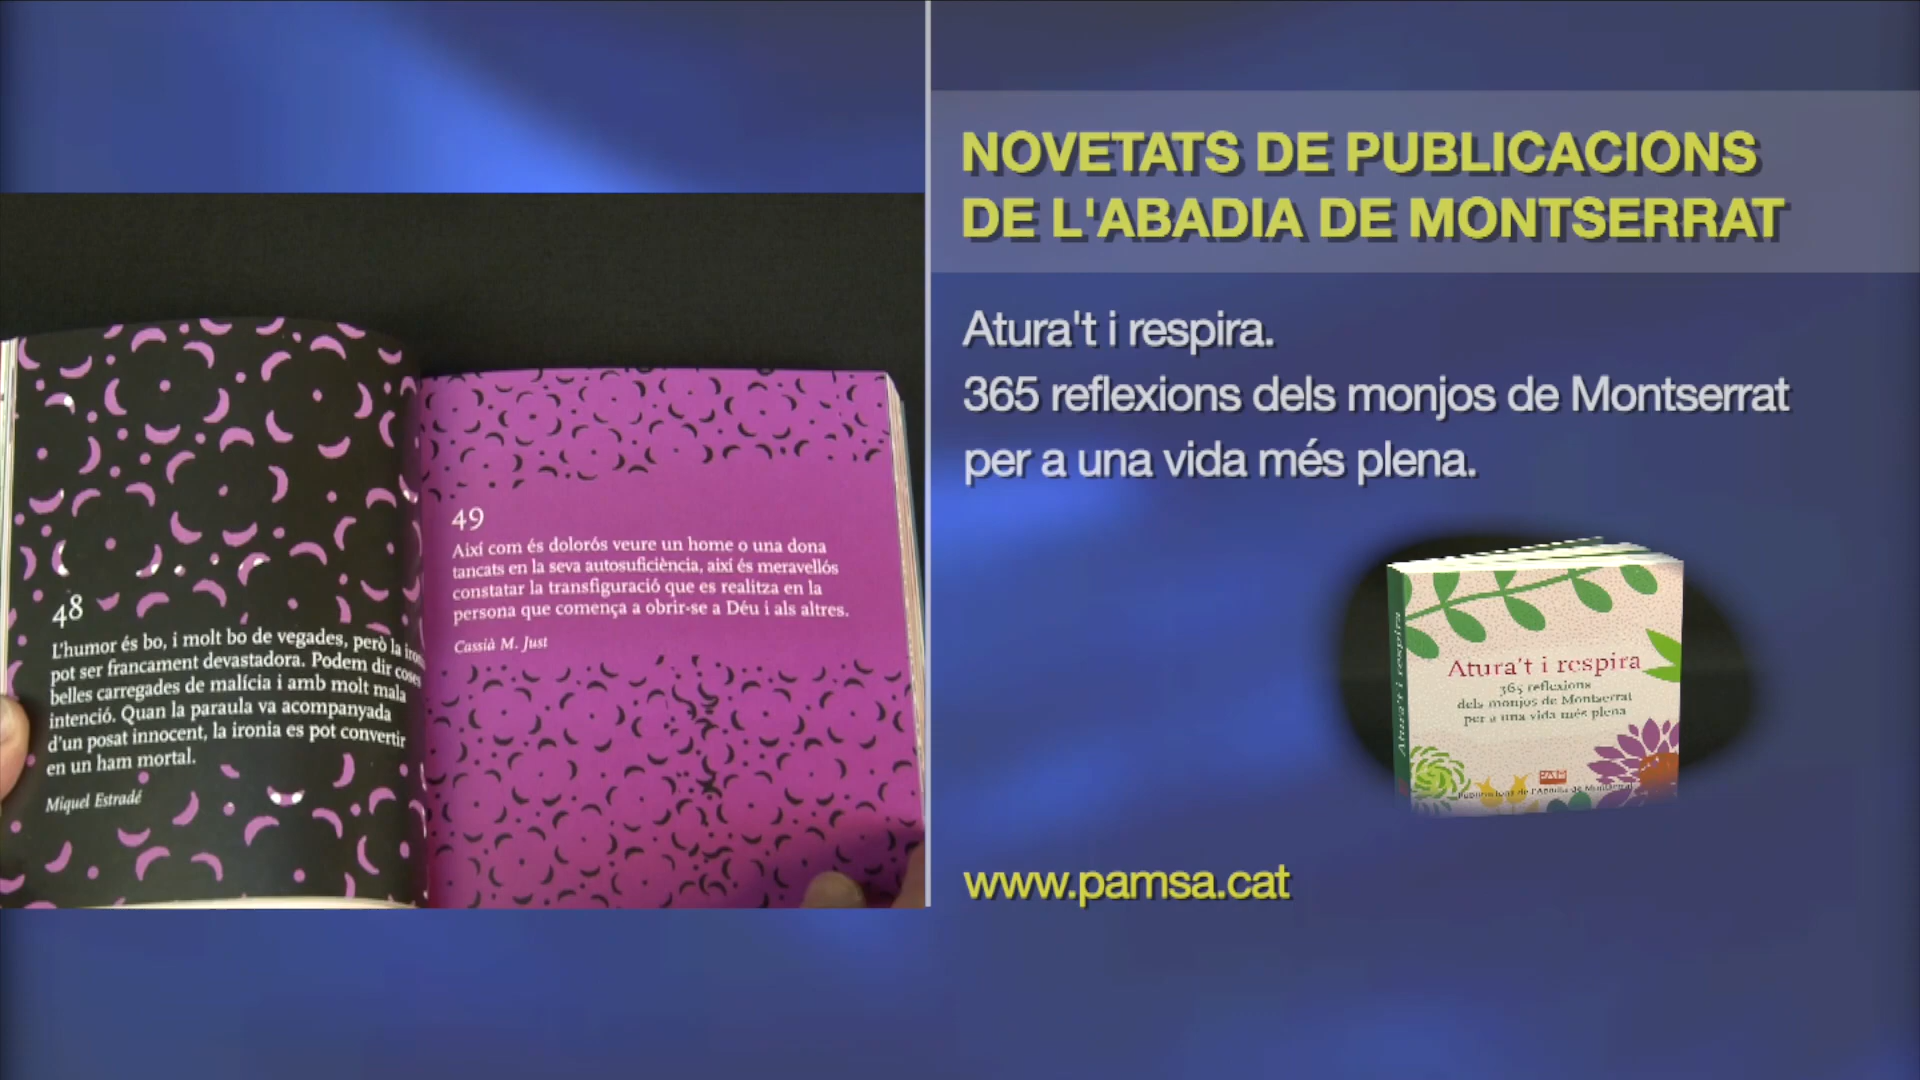 NOVETATS DE PUBLICACIONS
DE L'ABADIA DE MONTSERRAT
Atura't i respira.
365 reflexions dels monjos de Montserrat
per a una vida més plena.
www.pamsa.cat
48
L'humor és bo, i molt bo de vegades, però la
pot ser francament devastadora. Podem dir coses
belles carregades de malícia i amb molt mala
intenció. Quan la paraula va acompanyada
d'un posat innocent, la ironia es pot convertir
en un ham mortal.
Miquel Estradé
49
Així com és dolorós veure un home o una dona
tancats en la seva autosuficiència, així és meravellós
constatar la transfiguració que es realitza en la
persona que comença a obrir-se a Déu i als altres.
Cassià M. Just
Atura't i respira
Atura't i respira
365 reflexions
dels monjos de Montserrat
per a una vida més plena
Publicacions de l'Abadia de Montserrat